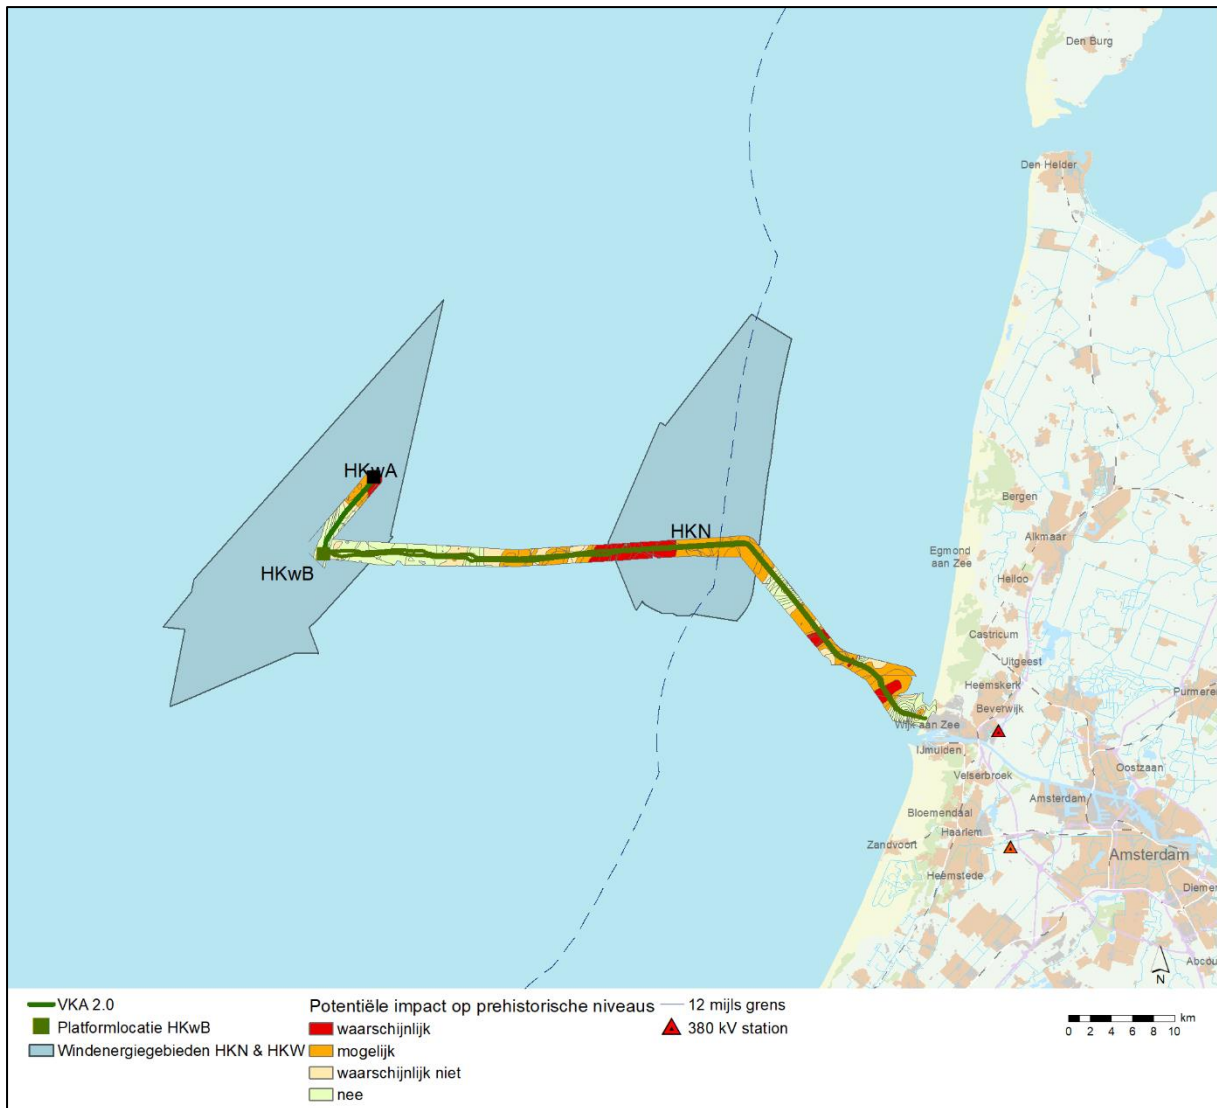 Den Burg
Den Helder
Bergen
Alkmaar
Egmond
aan Zee
Heiloo
Castricum
Uitgeest
Heemskerk
Beverwijk
Purmere
Wijk aan Zee
IJmuiden
Velserbroek
Oostzaan
Amsterdam
Bloemendaal
Haarlem
Zandvoort
Amsterdam
Heemstede
Diemer
Abcou
HKwA
HKwB
HKN
N
VKA 2.0
Platformlocatie HKwB
Windenergiegebieden HKN & HKW
Potentiële impact op prehistorische niveaus
waarschijnlijk
mogelijk
waarschijnlijk niet
nee
12 mijls grens
380 kV station
km
0 2 4 6 8 10